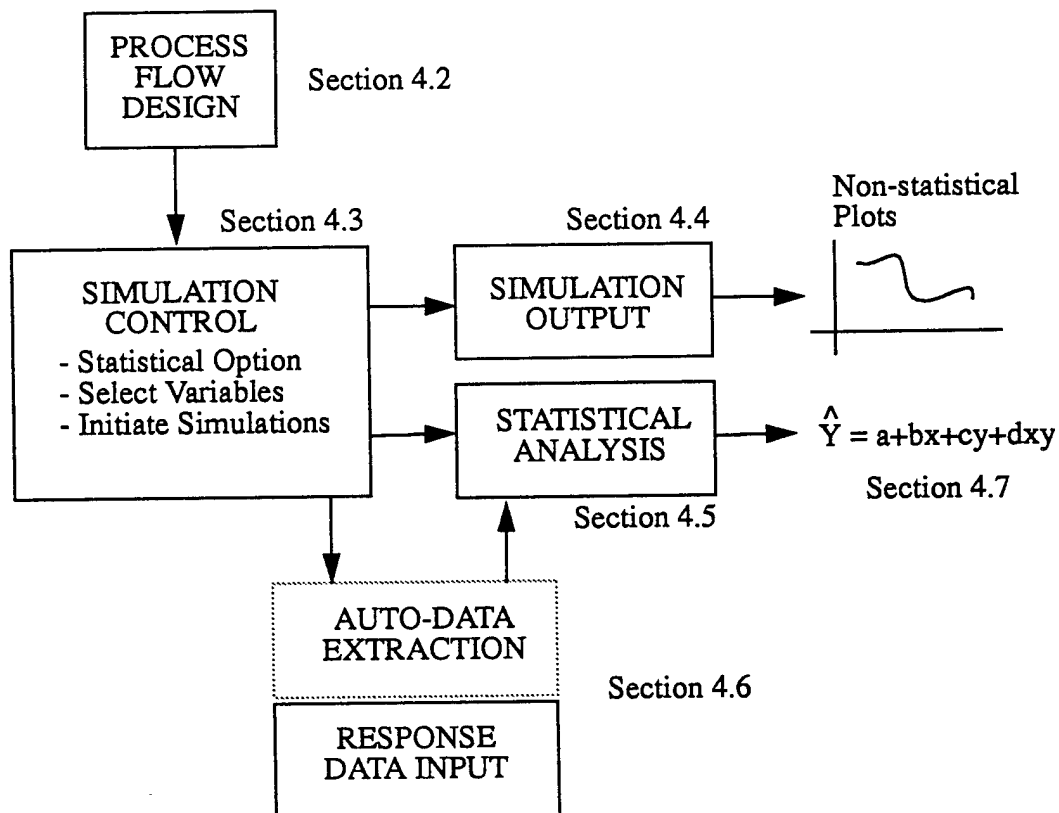 PROCESS
FLOW
DESIGN
Section 4.2
Section 4.3
SIMULATION
CONTROL
- Statistical Option
- Select Variables
- Initiate Simulations
Section 4.4
SIMULATION
OUTPUT
Non-statistical
Plots
STATISTICAL
ANALYSIS
Section 4.5
Ŷ = a+bx+cy+dxy
Section 4.7
AUTO-DATA
EXTRACTION
Section 4.6
RESPONSE
DATA INPUT